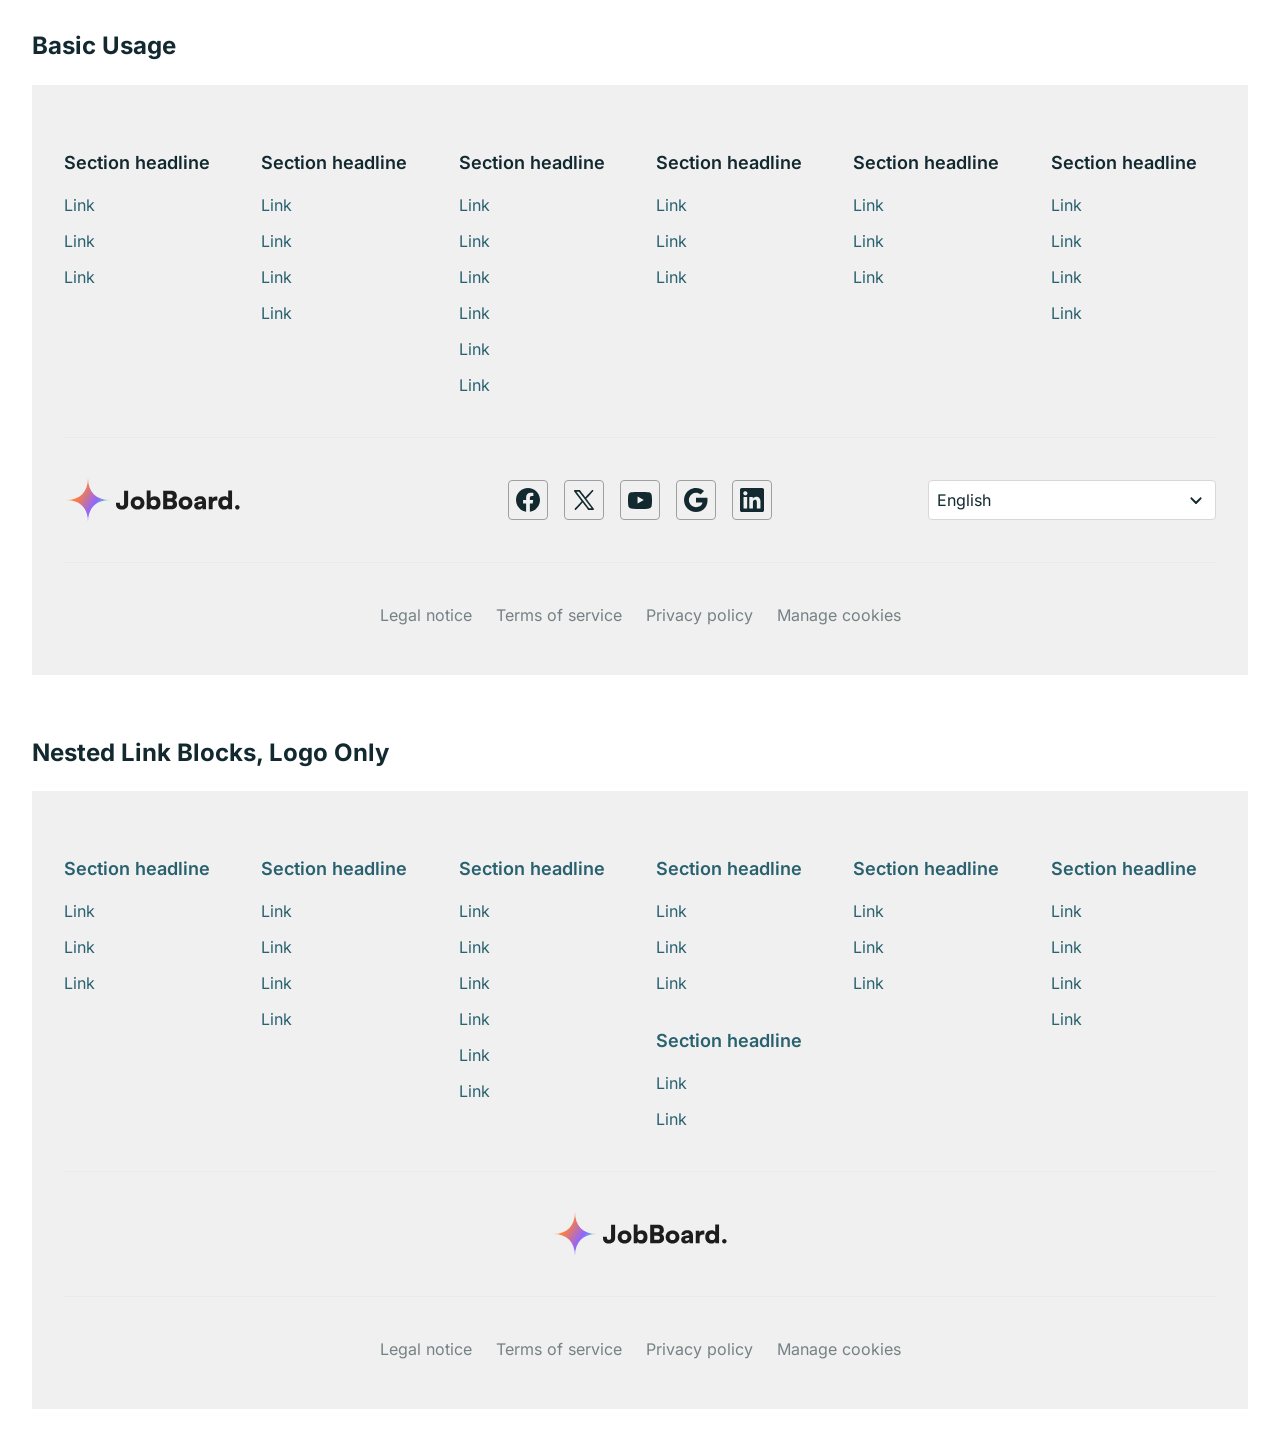 Basic Usage
Section headline Section headline Section headline Section headline Section headline Section headline
Link Link Link Link Link Link
Link Link Link Link Link Link
Link Link Link Link Link Link
Link Link Link
Link
Link
JobBoard. English
Legal notice Terms of service Privacy policy Manage cookies
Nested Link Blocks, Logo Only
Section headline Section headline Section headline Section headline Section headline Section headline
Link Link Link Link Link Link
Link Link Link Link Link Link
Link Link Link Link Link Link
Link Link Link
Section headline
Link
Link
Link
Link
JobBoard.
Legal notice Terms of service Privacy policy Manage cookies